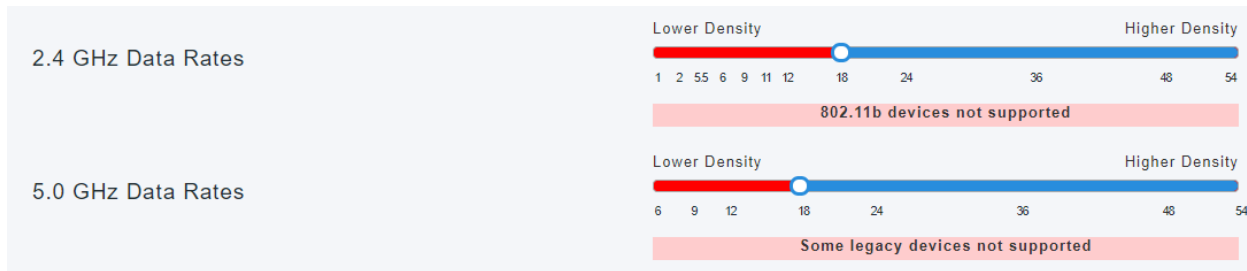 Lower Density Higher Density
2.4 GHz Data Rates
1 2 5.5 6 9 11 12 18 24 36 48 54
802.11b devices not supported
Lower Density Higher Density
5.0 GHz Data Rates
6 9 12 18 24 36 48 54
Some legacy devices not supported